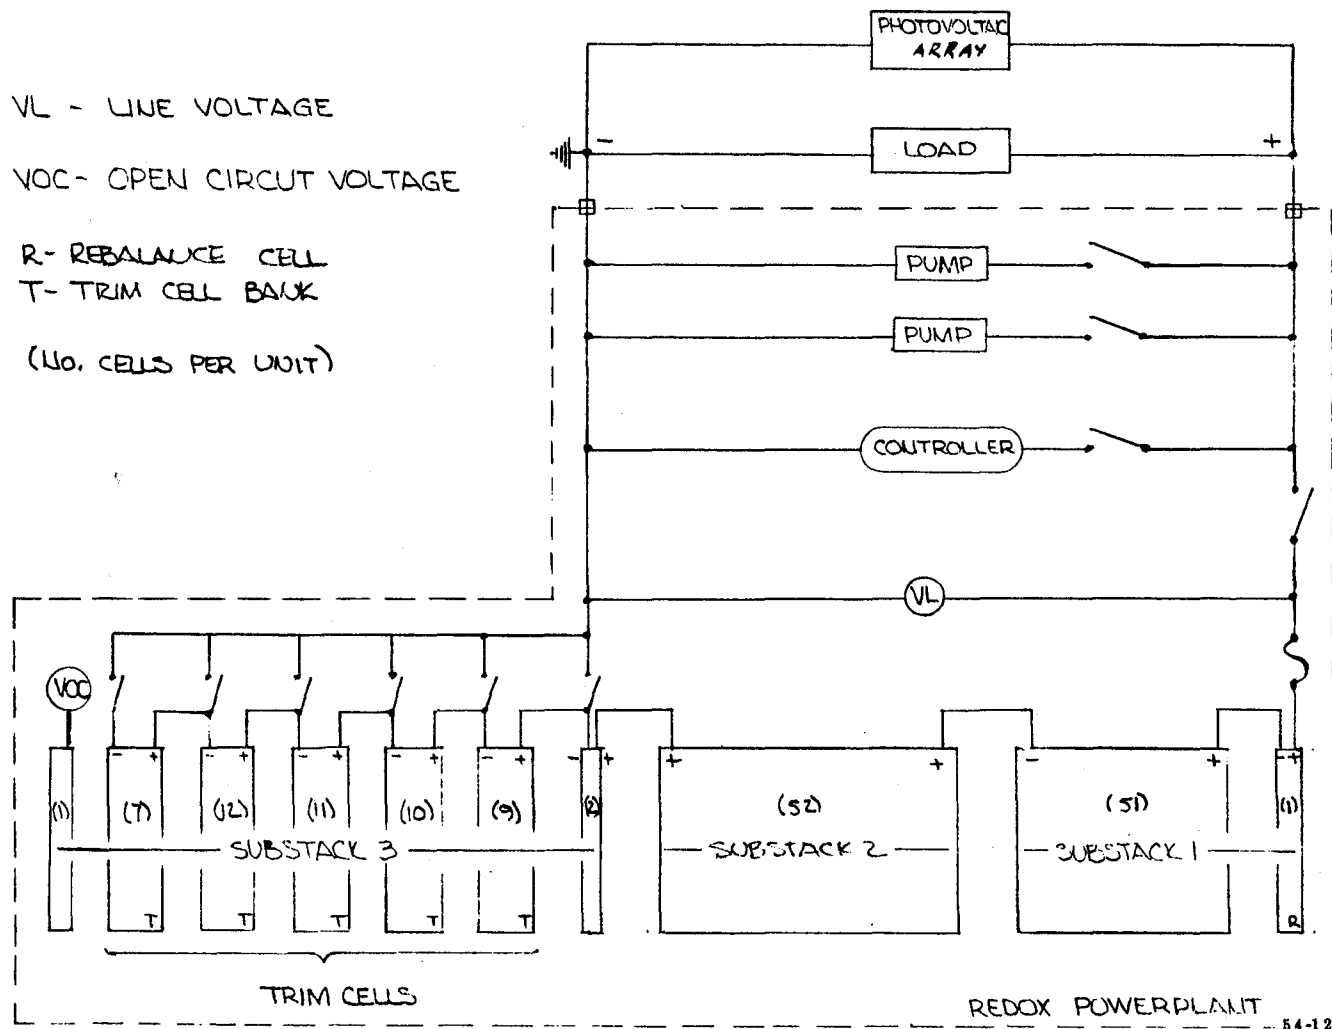 PHOTOVOLTAIC
ARRAY
VL - LINE VOLTAGE
- LOAD +
VOC - OPEN CIRCUT VOLTAGE
R - REBALANCE CELL
T - TRIM CELL BANK
(NO. CELLS PER UNIT)
PUMP
PUMP
CONTROLLER
VL
VOC
- + - + - + - + - + - + + + - + - +
(1) (7) (12) (11) (10) (9) (2) (52) (51) (1)
SUBSTACK 3 SUBSTACK 2 SUBSTACK 1
T T T T T R
TRIM CELLS
REDOX POWERPLANT
54-12